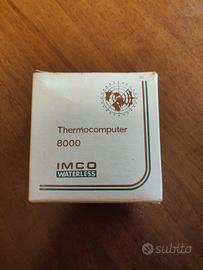 Thermocomputer
8000
IMCO
WATERLESS
subito